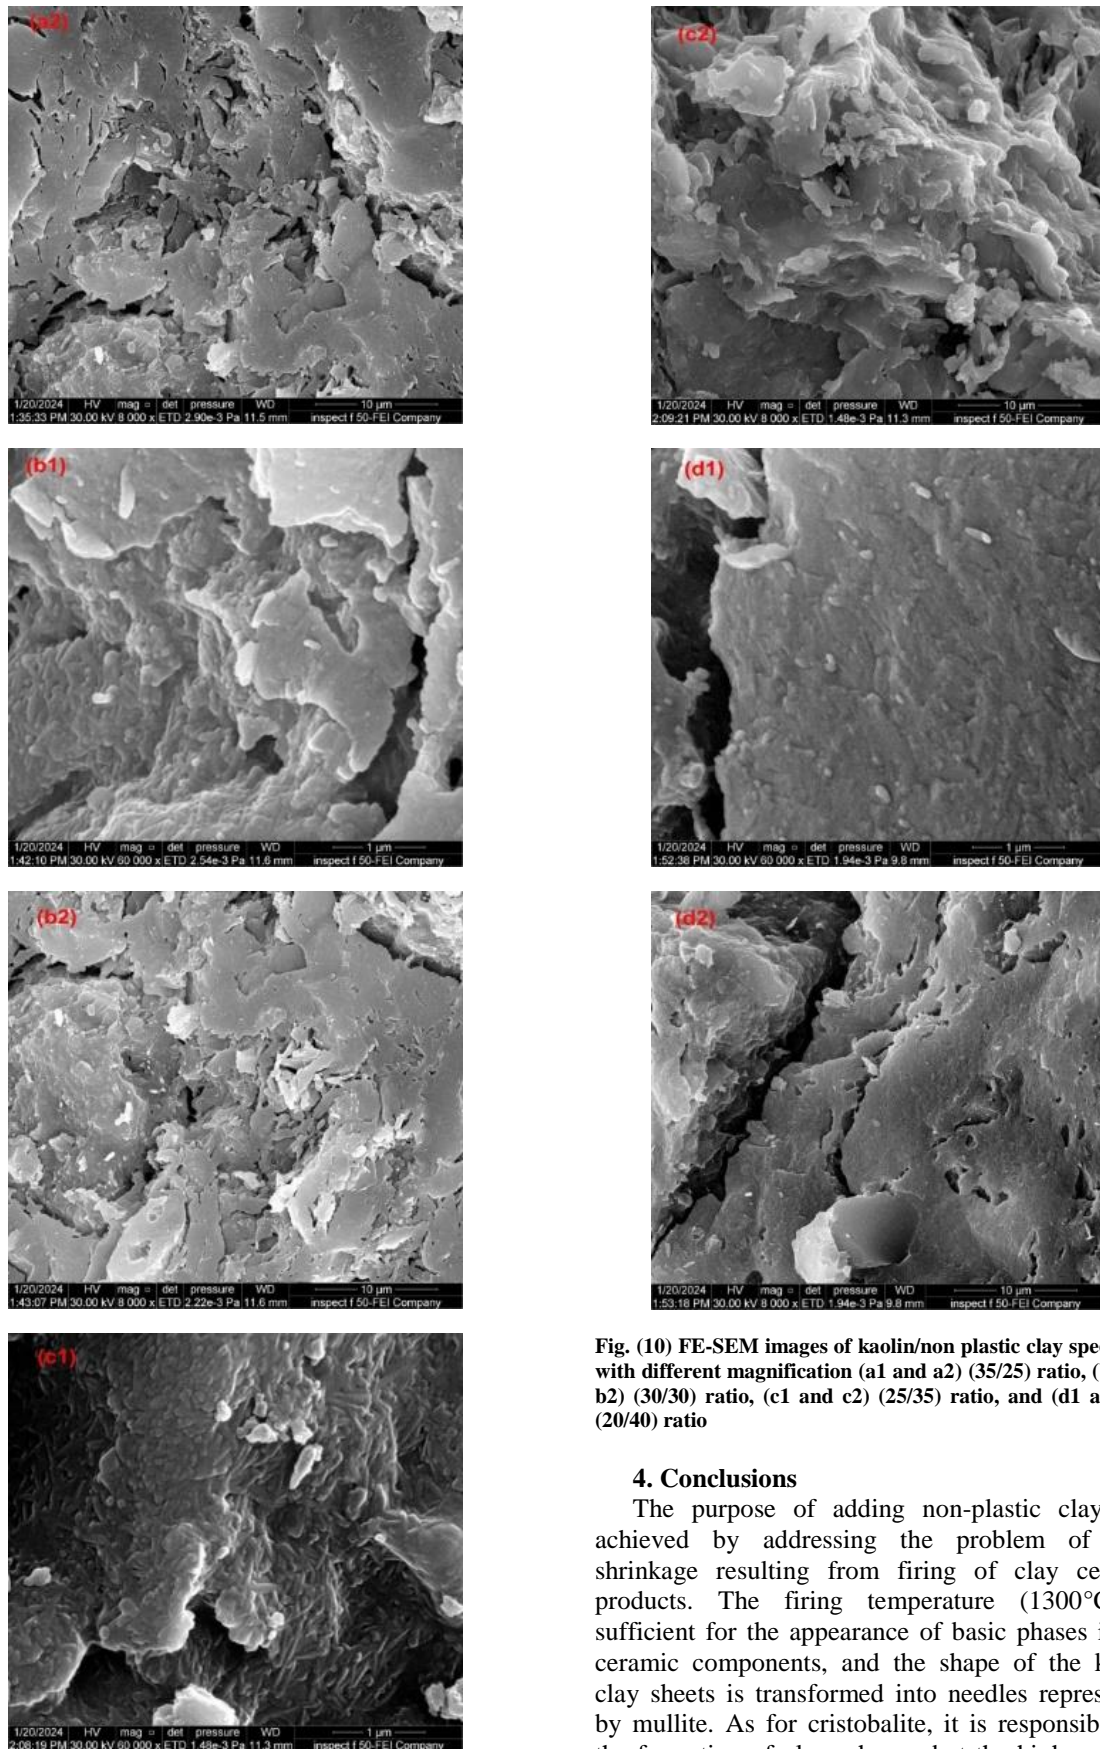 (a2)
1/20/2024 HV mag □ det pressure WD 10 µm
1:35:33 PM 30.00 kV 8 000 x ETD 2.90e-3 Pa 11.5 mm inspect f 50-FEI Company
(b1)
1/20/2024 HV mag □ det pressure WD 1 µm
1:42:10 PM 30.00 kV 60 000 x ETD 2.54e-3 Pa 11.6 mm inspect f 50-FEI Company
(b2)
1/20/2024 HV mag □ det pressure WD 10 µm
1:43:07 PM 30.00 kV 8 000 x ETD 2.22e-3 Pa 11.6 mm inspect f 50-FEI Company
(c1)
1/20/2024 HV mag □ det pressure WD 1 µm
2:08:19 PM 30.00 kV 60 000 x ETD 1.48e-3 Pa 11.3 mm inspect f 50-FEI Company
(c2)
1/20/2024 HV mag □ det pressure WD 10 µm
2:09:21 PM 30.00 kV 8 000 x ETD 1.48e-3 Pa 11.3 mm inspect f 50-FEI Company
(d1)
1/20/2024 HV mag □ det pressure WD 1 µm
1:52:38 PM 30.00 kV 60 000 x ETD 1.94e-3 Pa 9.8 mm inspect f 50-FEI Company
(d2)
1/20/2024 HV mag □ det pressure WD 10 µm
1:53:18 PM 30.00 kV 8 000 x ETD 1.94e-3 Pa 9.8 mm inspect f 50-FEI Company
Fig. (10) FE-SEM images of kaolin/non plastic clay
with different magnification (a1 and a2) (35/25) ratio,
b2) (30/30) ratio, (c1 and c2) (25/35) ratio, and (d1
(20/40) ratio
4. Conclusions
The purpose of adding non-plastic clay
achieved by addressing the problem of
shrinkage resulting from firing of clay
products. The firing temperature
sufficient for the appearance of basic phases
ceramic components, and the shape of the
clay sheets is transformed into needles
by mullite. As for cristobalite, it is